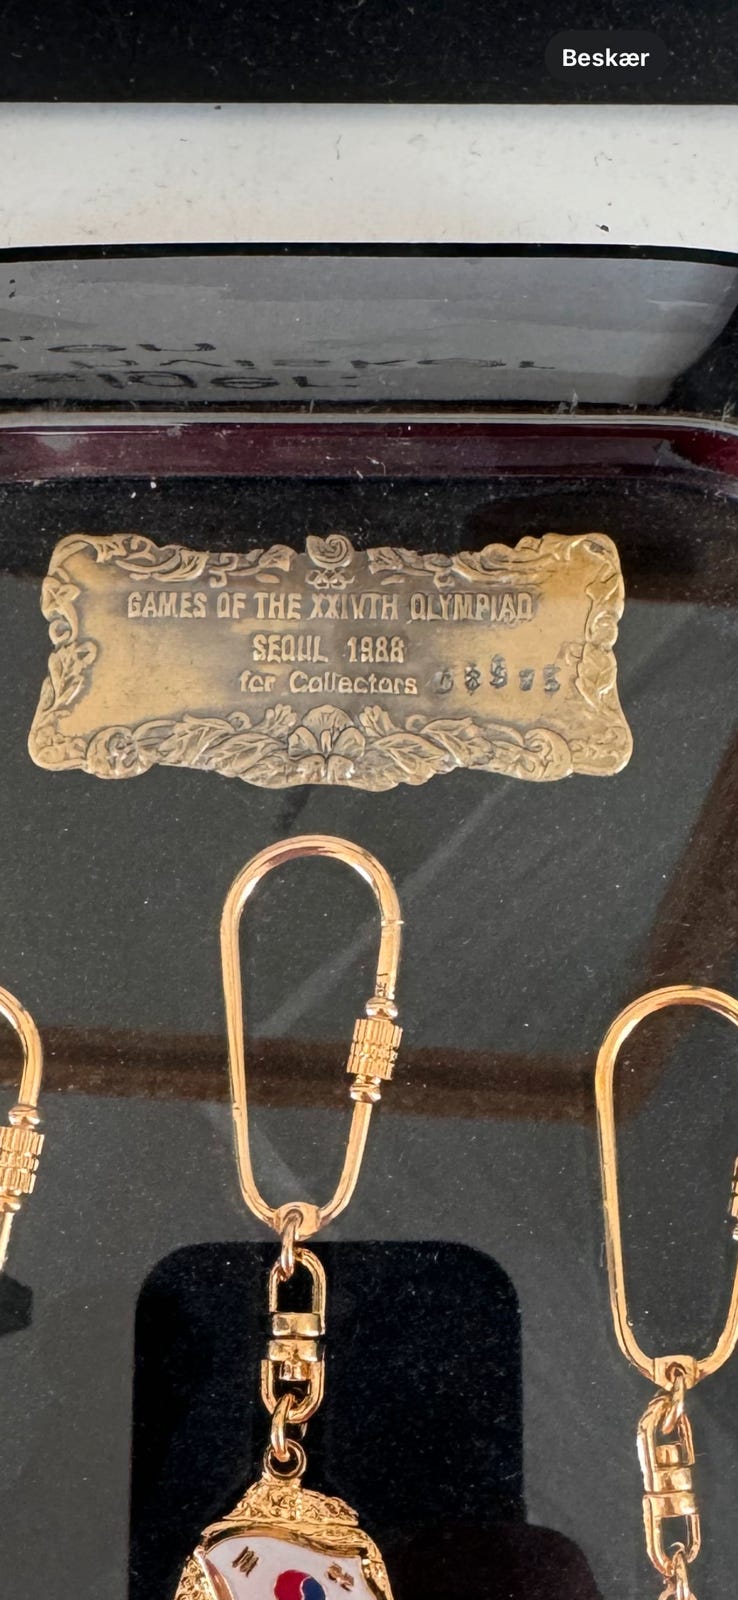 Beskær
GAMES OF THE XXIVTH OLYMPIAD
SEOUL 1988
for Collectors